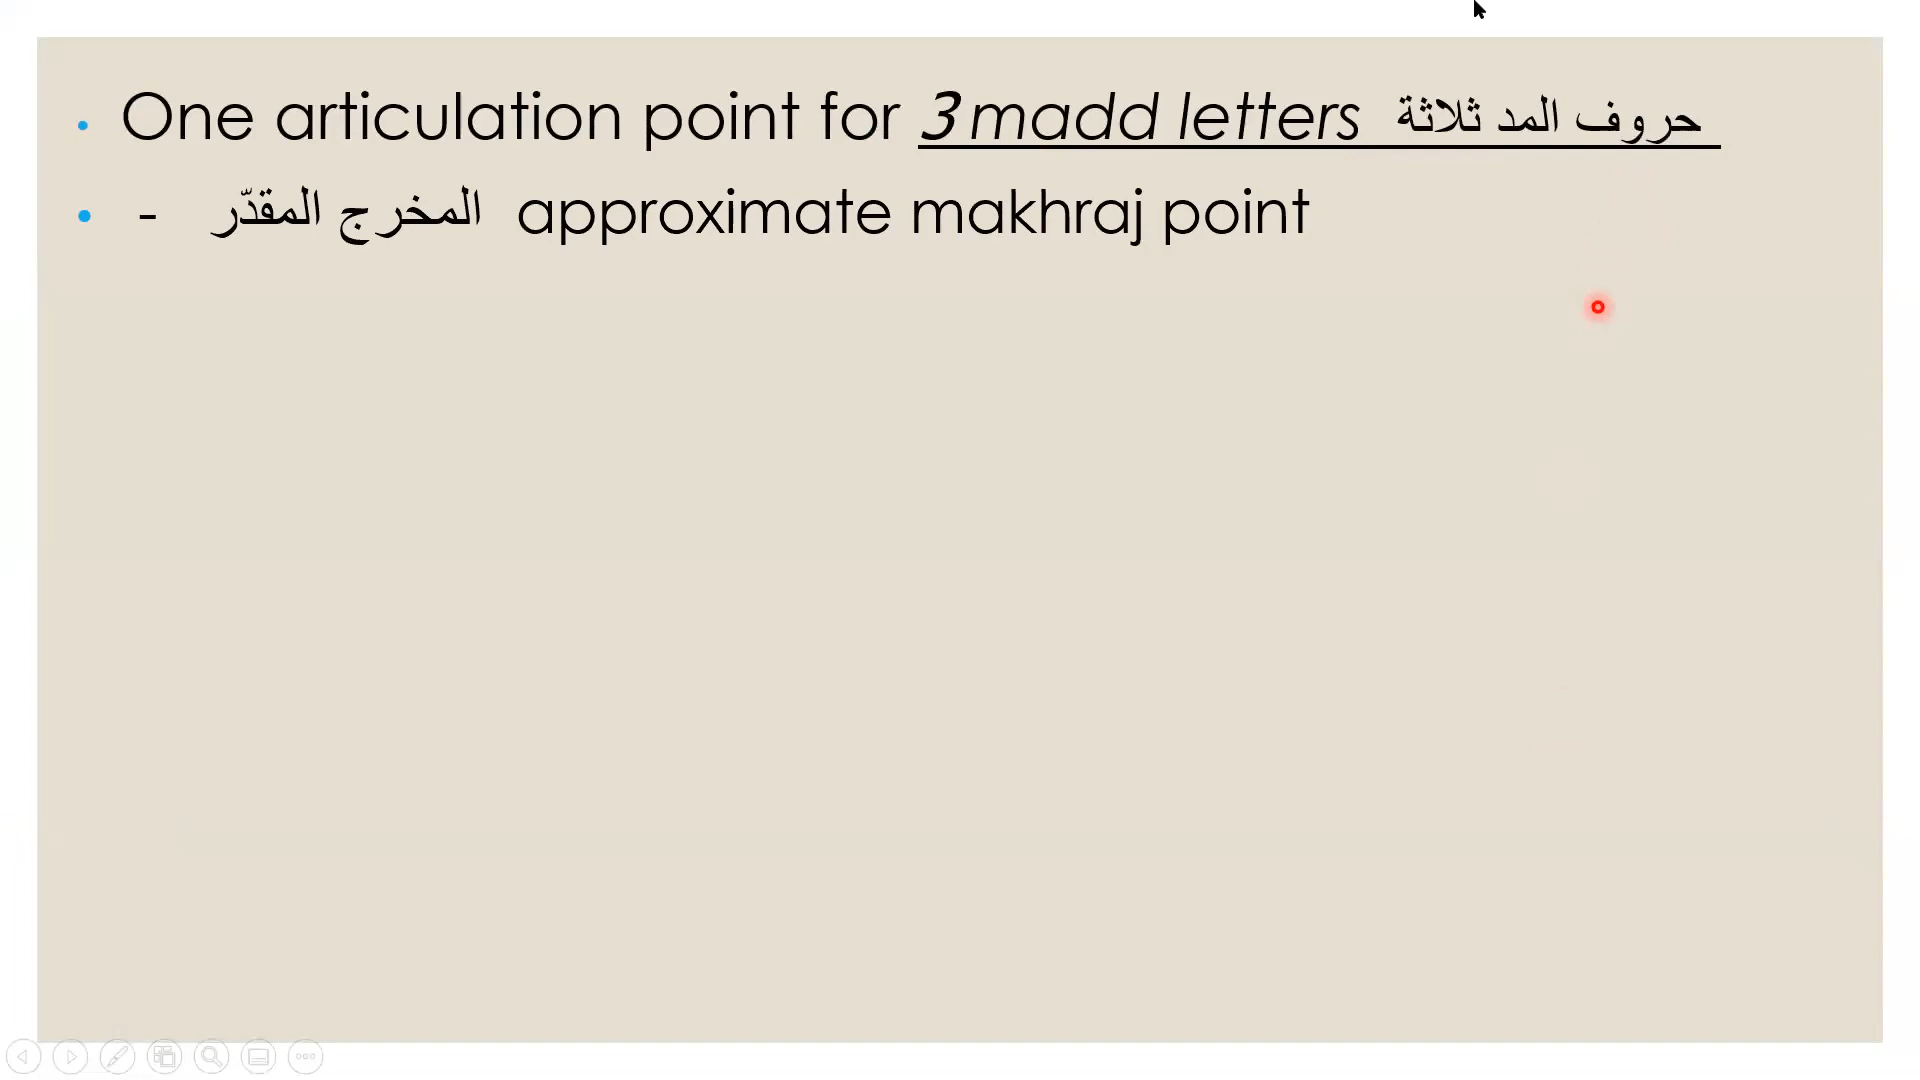 • One articulation point for 3 madd letters حروف المد ثلاثة
• - المخرج المقدّر approximate makhraj point